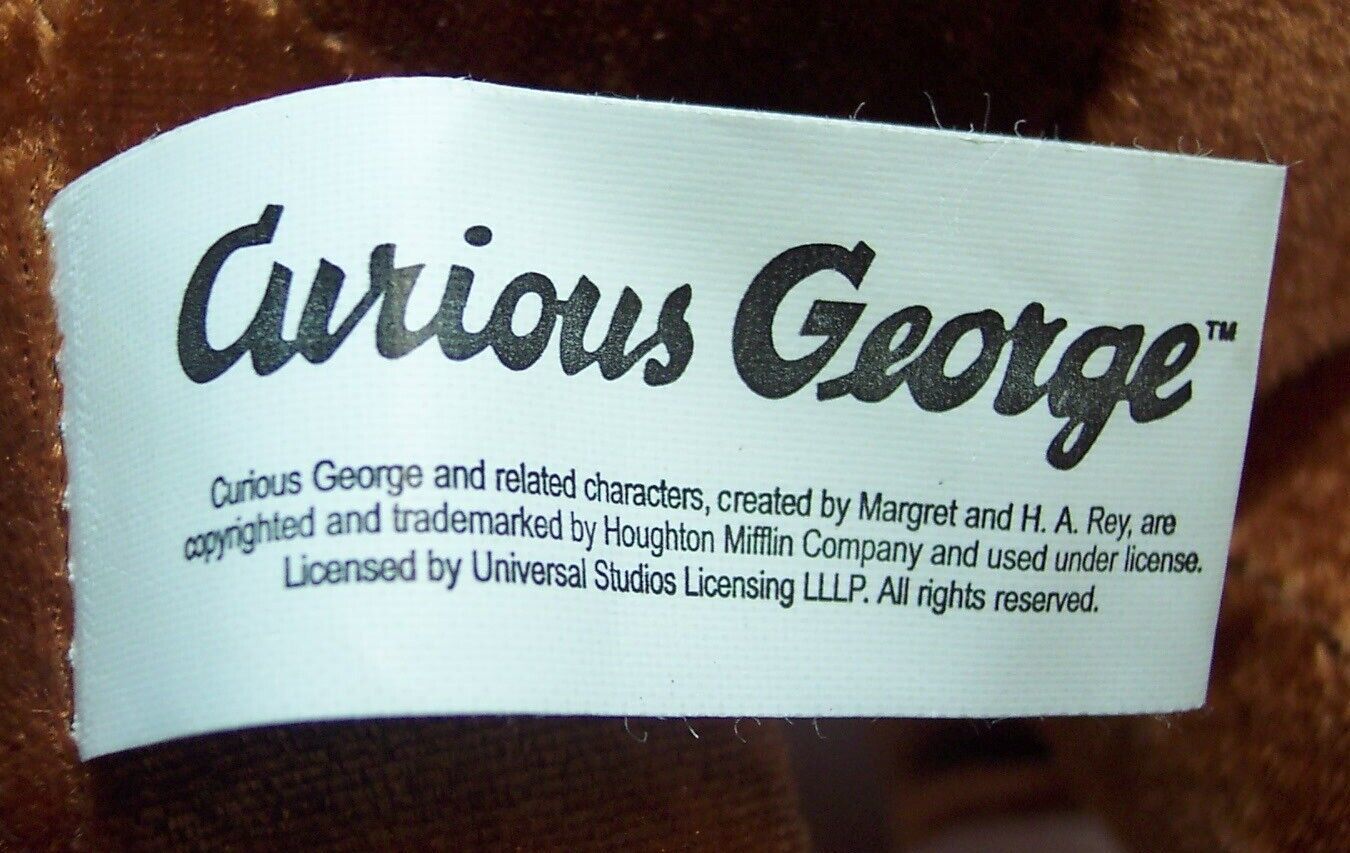 Curious George™
Curious George and related characters, created by Margret and H. A. Rey, are
copyrighted and trademarked by Houghton Mifflin Company and used under license.
Licensed by Universal Studios Licensing LLLP. All rights reserved.